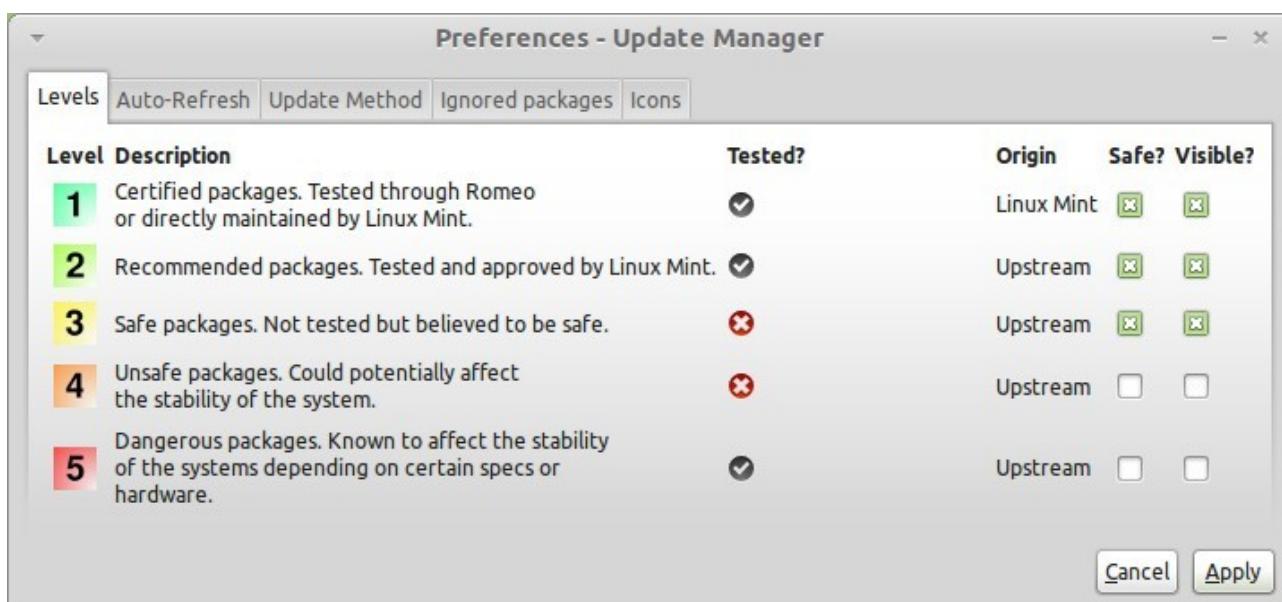 Preferences - Update Manager
Levels Auto-Refresh Update Method Ignored packages Icons
Level Description Tested? Origin Safe? Visible?
1 Certified packages. Tested through Romeo
or directly maintained by Linux Mint. Linux Mint
2 Recommended packages. Tested and approved by Linux Mint. Upstream
3 Safe packages. Not tested but believed to be safe. Upstream
4 Unsafe packages. Could potentially affect
the stability of the system. Upstream
5 Dangerous packages. Known to affect the stability
of the systems depending on certain specs or Upstream
hardware.
Cancel Apply